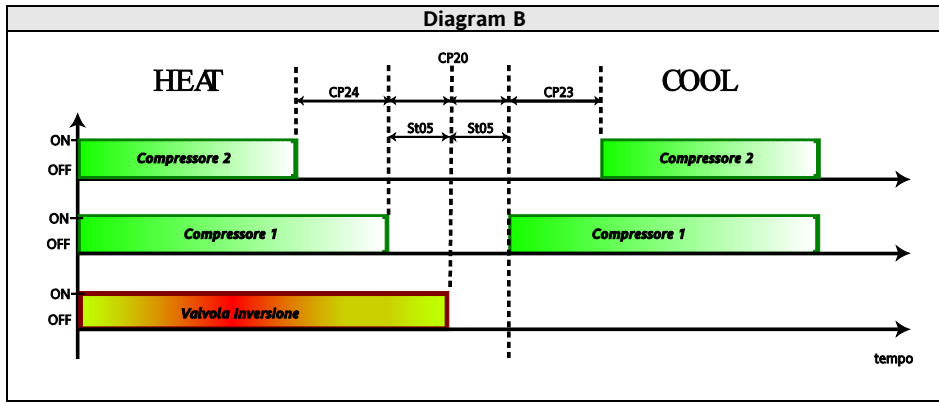 Diagram B
CP20
HEAT
COOL
CP24
CP23
St05
St05
ON
OFF
Compressore 2
Compressore 2
ON
OFF
Compressore 1
Compressore 1
ON
OFF
Valvola Inversione
tempo